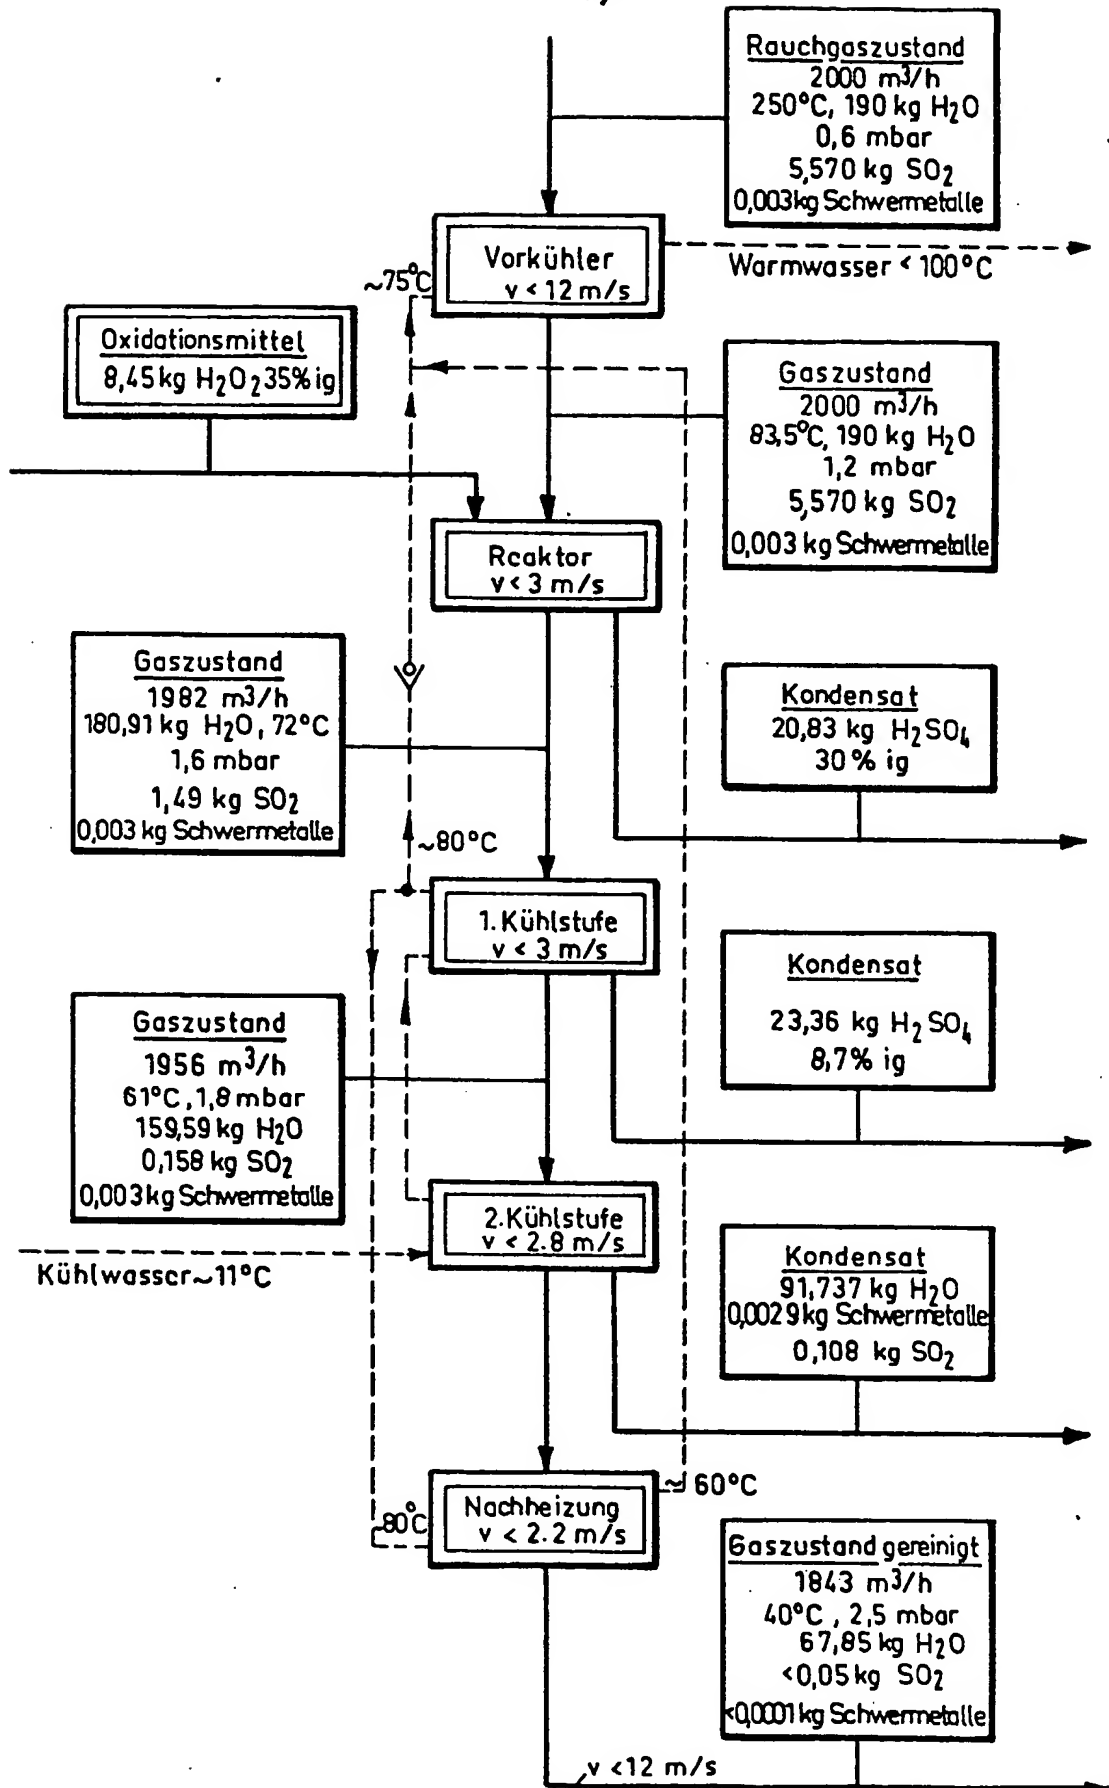 Rauchgaszustand
2000 m³/h
250°C, 190 kg H₂O
0,6 mbar
5,570 kg SO₂
0,003kg Schwermetalle
Vorkühler
v < 12 m/s
~75°C
Warmwasser < 100°C
Oxidationsmittel
8,45 kg H₂O₂ 35% ig
Gaszustand
2000 m³/h
83,5°C, 190 kg H₂O
1,2 mbar
5,570 kg SO₂
0,003 kg Schwermetalle
Reaktor
v < 3 m/s
Gaszustand
1982 m³/h
180,91 kg H₂O, 72°C
1,6 mbar
1,49 kg SO₂
0,003 kg Schwermetalle
Kondensat
20,83 kg H₂SO₄
30% ig
~80°C
1. Kühlstufe
v < 3 m/s
Kondensat
23,36 kg H₂SO₄
8,7% ig
Gaszustand
1956 m³/h
61°C, 1,8 mbar
159,59 kg H₂O
0,158 kg SO₂
0,003 kg Schwermetalle
2. Kühlstufe
v < 2.8 m/s
Kühlwasser ~11°C
Kondensat
91,737 kg H₂O
0,0029 kg Schwermetalle
0,108 kg SO₂
Nachheizung
v < 2.2 m/s
~ 60°C
~80°C
Gaszustand gereinigt
1843 m³/h
40°C, 2,5 mbar
67,85 kg H₂O
<0,05 kg SO₂
<0,0001 kg Schwermetalle
v < 12 m/s